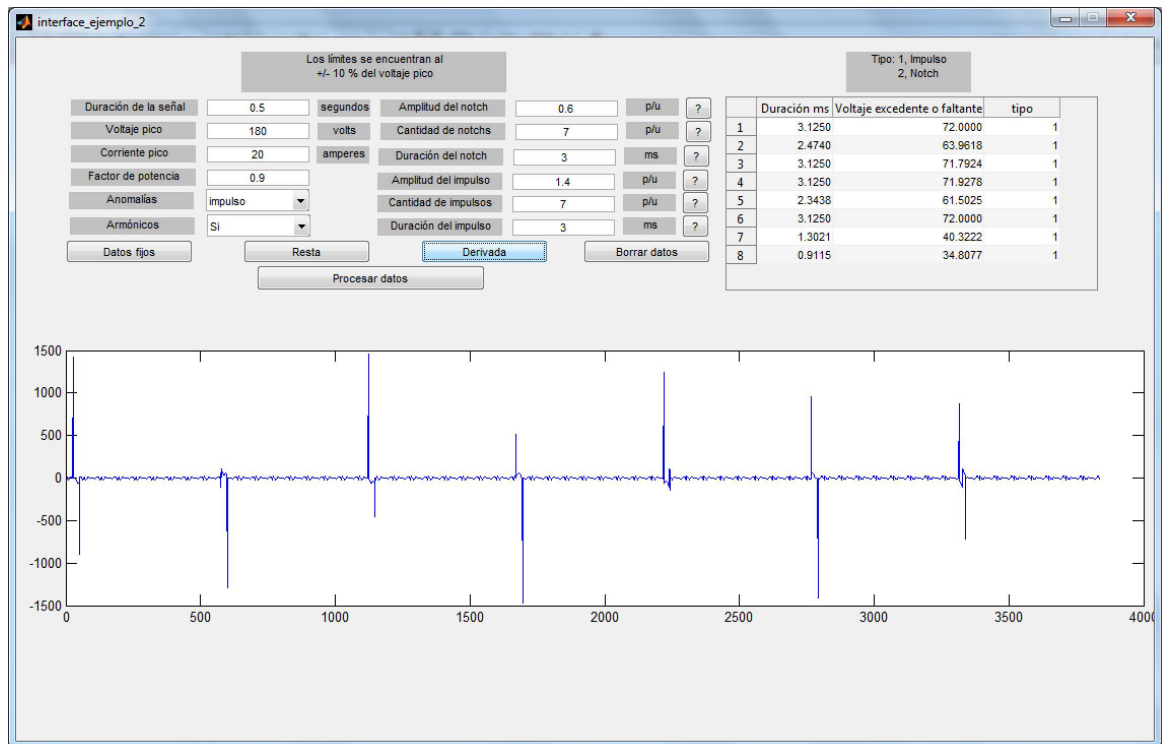 interface_ejemplo_2
Los límites se encuentran al
+/- 10 % del voltaje pico
Tipo: 1, Impulso
2, Notch
Duración de la señal 0.5 segundos Amplitud del notch 0.6 p/u ?
Voltaje pico 180 volts Cantidad de notchs 7 p/u ?
Corriente pico 20 amperes Duración del notch 3 ms ?
Factor de potencia 0.9 Amplitud del impulso 1.4 p/u ?
Anomalías impulso Cantidad de impulsos 7 p/u ?
Armónicos Si Duración del impulso 3 ms ?
Datos fijos Resta Derivada Borrar datos
Procesar datos
Duración ms Voltaje excedente o faltante tipo
1 3.1250 72.0000 1
2 2.4740 63.9618 1
3 3.1250 71.7924 1
4 3.1250 71.9278 1
5 2.3438 61.5025 1
6 3.1250 72.0000 1
7 1.3021 40.3222 1
8 0.9115 34.8077 1
1500
1000
500
0
-500
-1000
-1500
0 500 1000 1500 2000 2500 3000 3500 4000